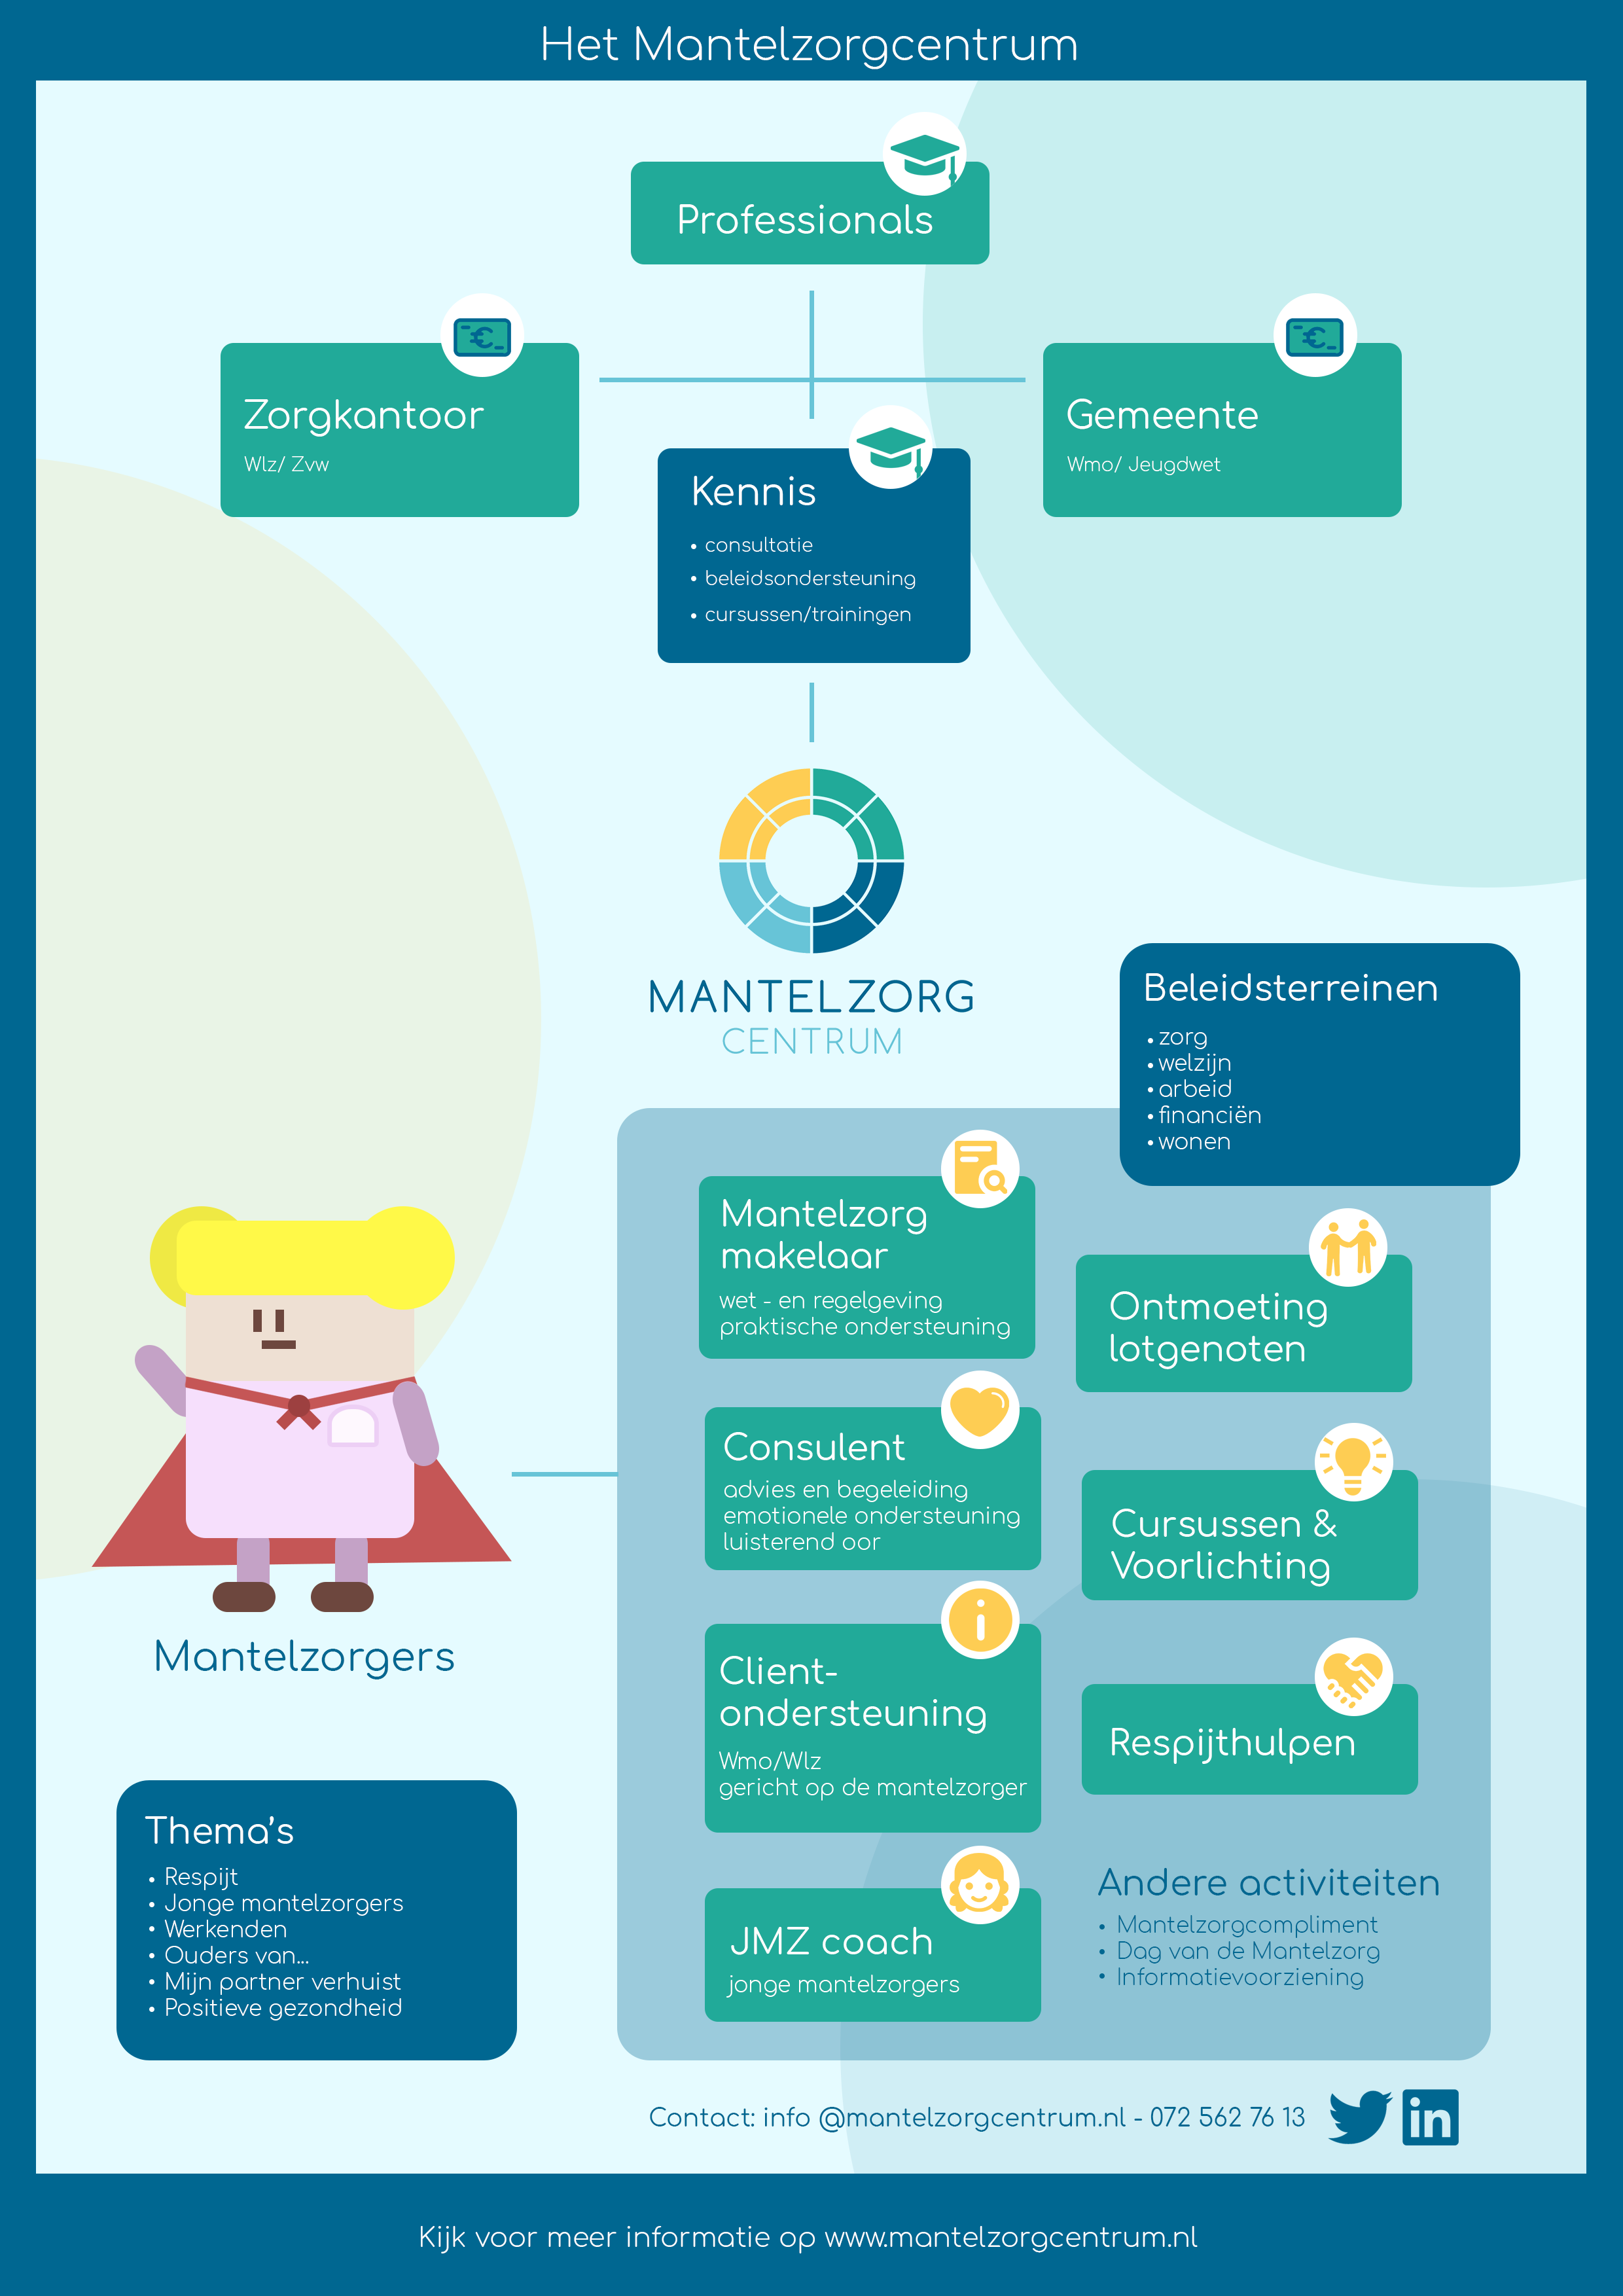 Het Mantelzorgcentrum
Professionals
Zorgkantoor
Wlz/ Zvw
Gemeente
Wmo/ Jeugdwet
Kennis
• consultatie
• beleidsondersteuning
• cursussen/trainingen
MANTELZORG
CENTRUM
Beleidsterreinen
• zorg
• welzijn
• arbeid
• financiën
• wonen
Mantelzorg
makelaar
wet - en regelgeving
praktische ondersteuning
Ontmoeting
lotgenoten
Consulent
advies en begeleiding
emotionele ondersteuning
luisterend oor
Cursussen &
Voorlichting
Client-
ondersteuning
Wmo/Wlz
gericht op de mantelzorger
Respijthulpen
JMZ coach
jonge mantelzorgers
Andere activiteiten
• Mantelzorgcompliment
• Dag van de Mantelzorg
• Informatievoorziening
Mantelzorgers
Thema's
• Respijt
• Jonge mantelzorgers
• Werkenden
• Ouders van...
• Mijn partner verhuist
• Positieve gezondheid
Contact: info @mantelzorgcentrum.nl - 072 562 76 13
in
Kijk voor meer informatie op www.mantelzorgcentrum.nl